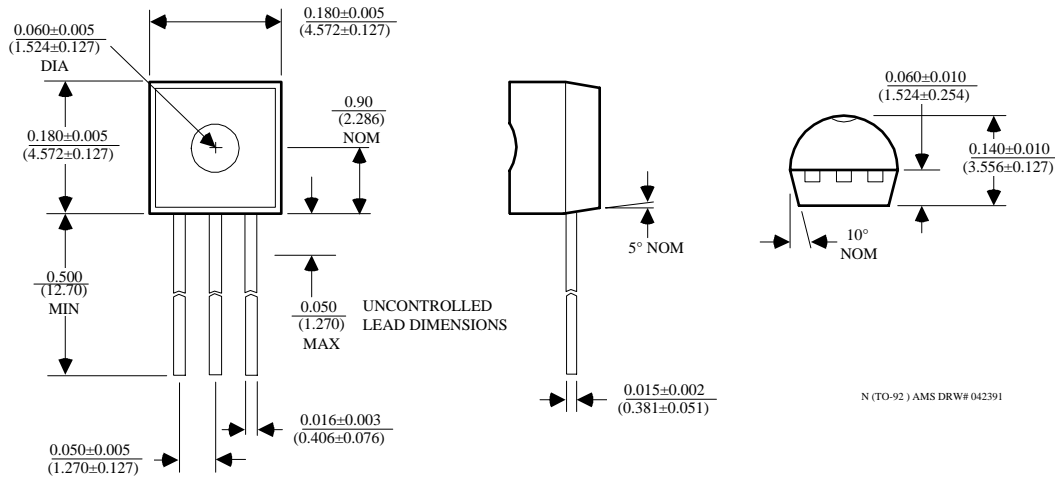 0.060±0.005
(1.524±0.127)
DIA
0.180±0.005
(4.572±0.127)
0.180±0.005
(4.572±0.127)
0.90
(2.286)
NOM
0.500
(12.70)
MIN
0.050
(1.270)
MAX
UNCONTROLLED
LEAD DIMENSIONS
0.016±0.003
(0.406±0.076)
0.050±0.005
(1.270±0.127)
5° NOM
0.015±0.002
(0.381±0.051)
0.060±0.010
(1.524±0.254)
0.140±0.010
(3.556±0.127)
10°
NOM
N (TO-92 ) AMS DRW# 042391